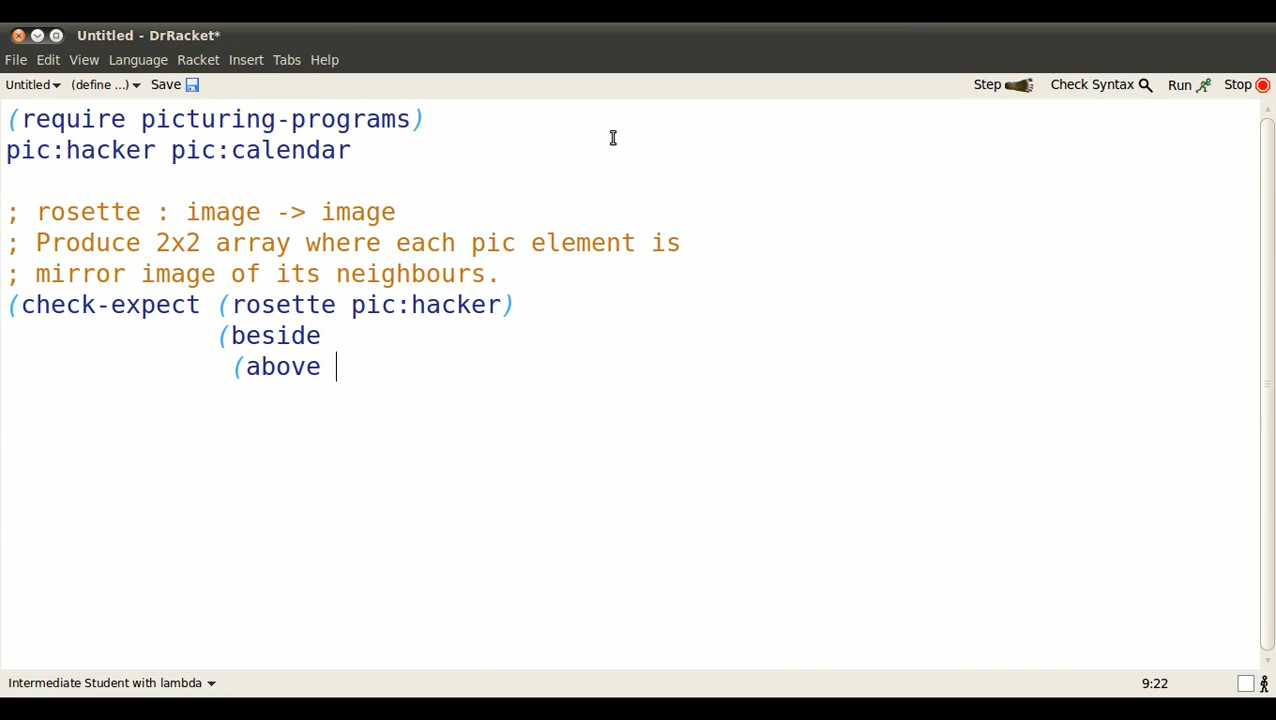 Untitled - DrRacket*
File Edit View Language Racket Insert Tabs Help
Untitled (define ...) Save Step Check Syntax Run Stop
(require picturing-programs)
pic:hacker pic:calendar
; rosette : image -> image
; Produce 2x2 array where each pic element is
; mirror image of its neighbours.
(check-expect (rosette pic:hacker)
(beside
(above
Intermediate Student with lambda 9:22